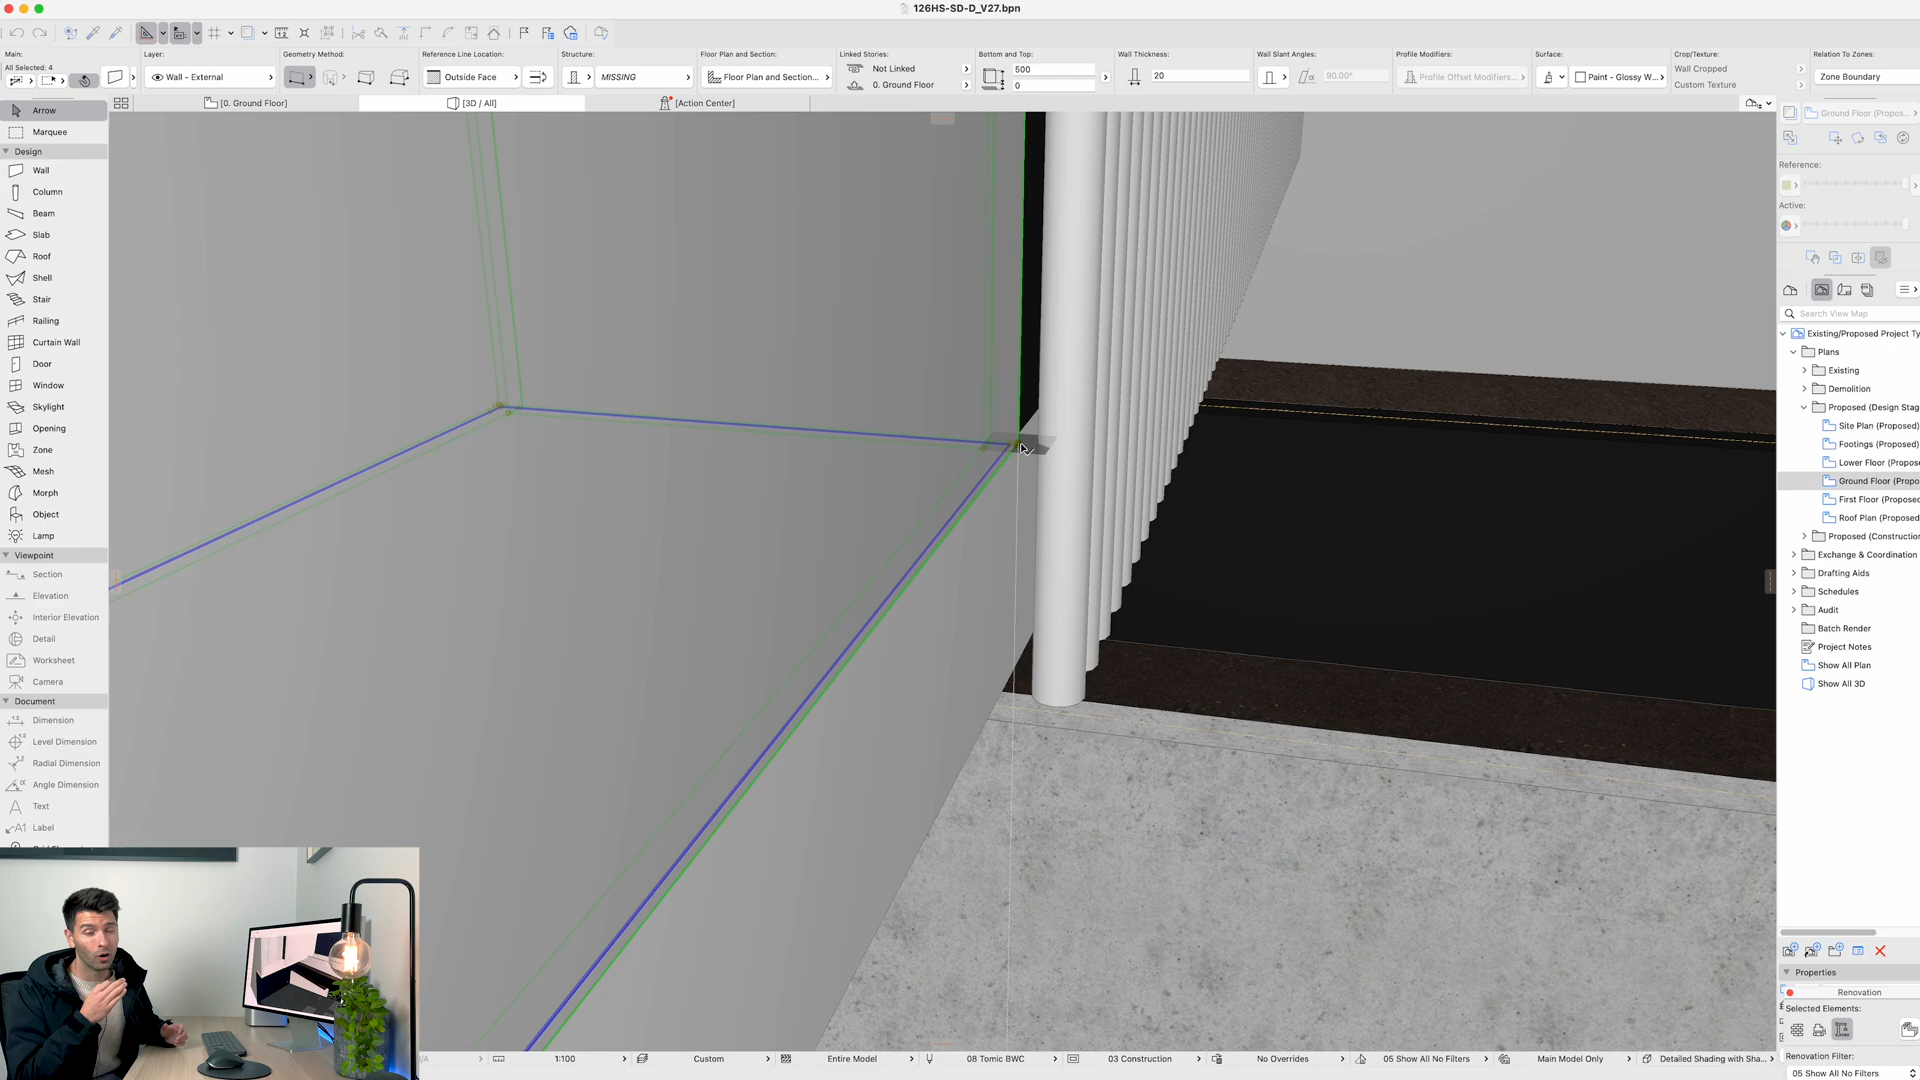 126HS-SD-D_V27.bpn
Main:
All Selected: 4
Layer:
Wall - External
Geometry Method:
Reference Line Location:
Outside Face
Structure:
MISSING
Floor Plan and Section:
Floor Plan and Section...
Linked Stories:
Not Linked
0. Ground Floor
Bottom and Top:
500
0
Wall Thickness:
20
Wall Slant Angles:
90.00°
Profile Modifiers:
Profile Offset Modifiers...
Surface:
Paint - Glossy W...
Crop/Texture:
Wall Cropped
Custom Texture
Relation To Zones:
Zone Boundary
[0. Ground Floor]
[3D / All]
[Action Center]
Arrow
Marquee
Design
Wall
Column
Beam
Slab
Roof
Shell
Stair
Railing
Curtain Wall
Door
Window
Skylight
Opening
Zone
Mesh
Morph
Object
Lamp
Viewpoint
Section
Elevation
Interior Elevation
Detail
Worksheet
Camera
Document
Dimension
Level Dimension
Radial Dimension
Angle Dimension
Text
Label
Ground Floor (Propos...
Reference:
Active:
Search View Map
Existing/Proposed Project Ty
Plans
Existing
Demolition
Proposed (Design Stag
Site Plan (Proposed)
Footings (Proposed)
Lower Floor (Propose
Ground Floor (Propo
First Floor (Proposed
Roof Plan (Proposed
Proposed (Constructio
Exchange & Coordination
Drafting Aids
Schedules
Audit
Batch Render
Project Notes
Show All Plan
Show All 3D
Properties
Renovation
Selected Elements:
Renovation Filter:
05 Show All No Filters
1:100
Custom
Entire Model
08 Tomic BWC
03 Construction
No Overrides
05 Show All No Filters
Main Model Only
Detailed Shading with Sha...